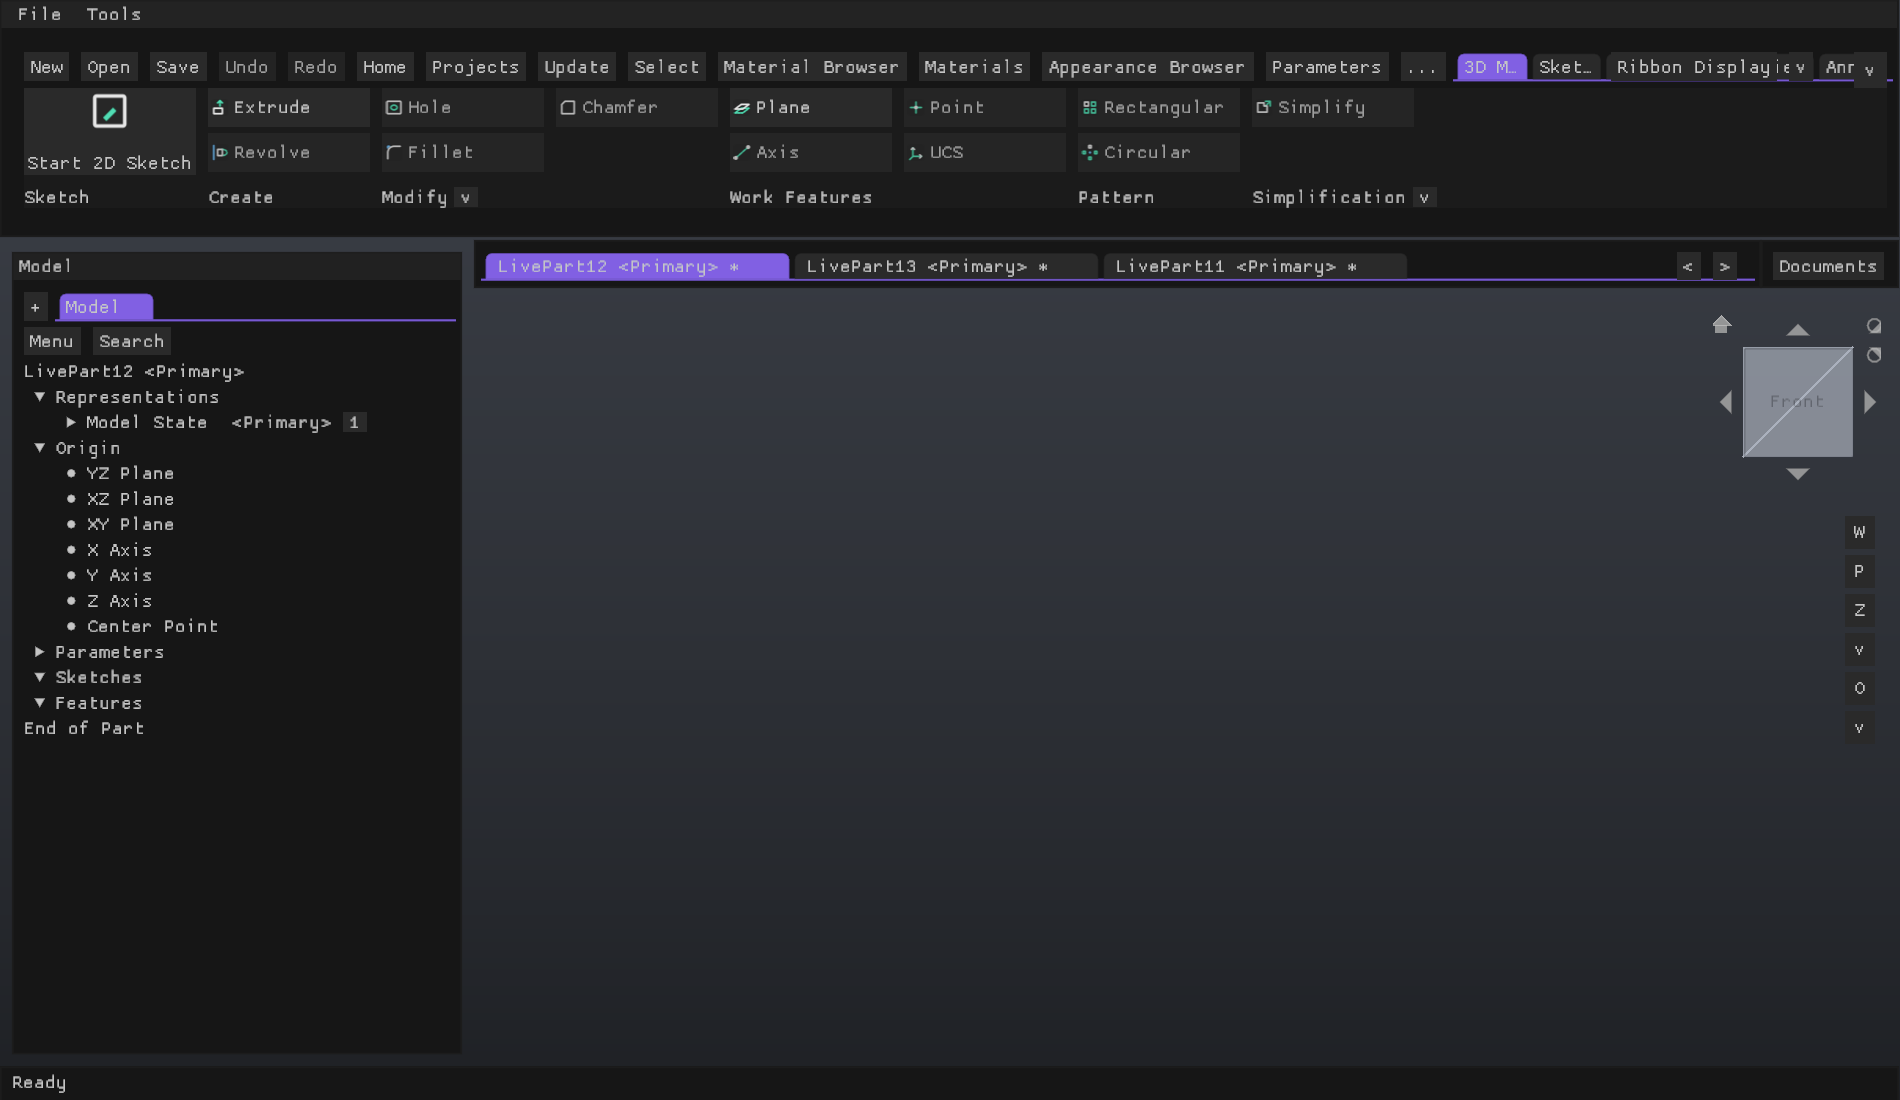 File Tools
New Open Save Undo Redo Home Projects Update Select Material Browser Materials Appearance Browser Parameters ... 3D M… Sket… Ribbon Display v Ann v
Extrude Hole Chamfer Plane Point Rectangular Simplify
Start 2D Sketch Revolve Fillet Axis UCS Circular
Sketch Create Modify v Work Features Pattern Simplification v
Model LivePart12 <Primary> * LivePart13 <Primary> * LivePart11 <Primary> * < > Documents
+ Model
Menu Search
LivePart12 <Primary>
Representations
Model State <Primary> 1
Origin
YZ Plane
XZ Plane
XY Plane
X Axis
Y Axis
Z Axis
Center Point
Parameters
Sketches
Features
End of Part
Front
W
P
Z
v
O
v
Ready